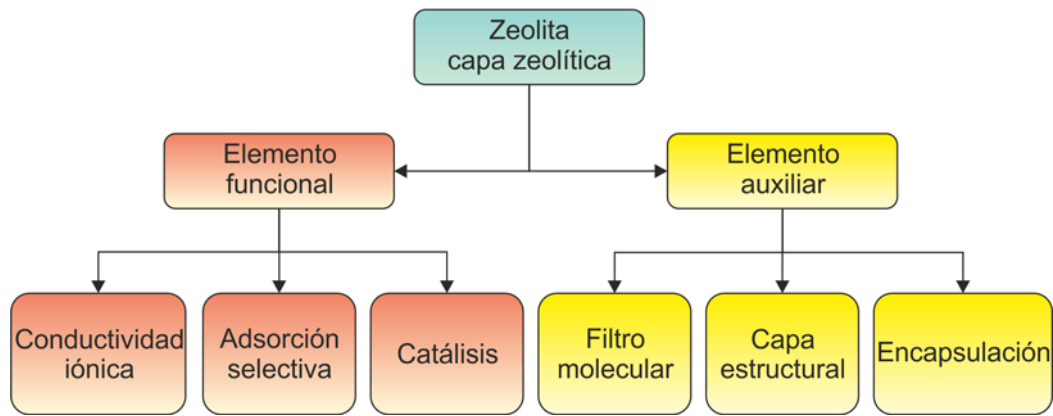 Zeolita
capa zeolítica
Elemento
funcional
Elemento
auxiliar
Conductividad
iónica
Adsorción
selectiva
Catálisis
Filtro
molecular
Capa
estructural
Encapsulación